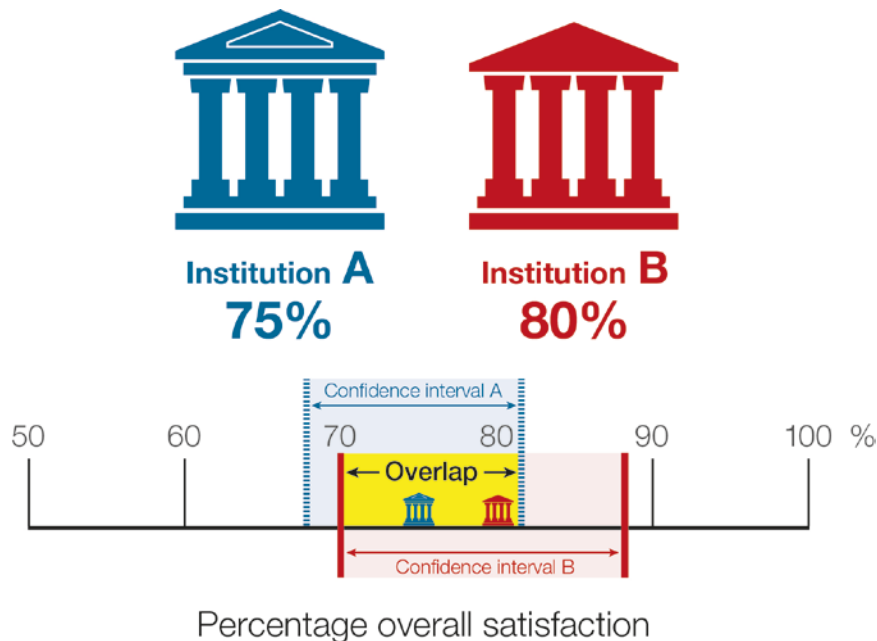 Institution A
75%
Institution B
80%
Confidence interval A
50 60 70 80 90 100 %
Overlap
Confidence interval B
Percentage overall satisfaction